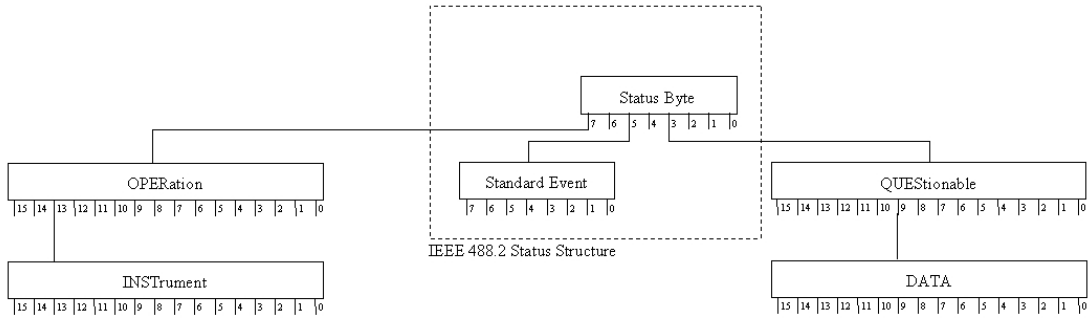 Status Byte
7 6 5 4 3 2 1 0
OPERation
15 14 13 12 11 10 9 8 7 6 5 4 3 2 1 0
Standard Event
7 6 5 4 3 2 1 0
QUEStionable
15 14 13 12 11 10 9 8 7 6 5 4 3 2 1 0
IEEE 488.2 Status Structure
INSTrument
15 14 13 12 11 10 9 8 7 6 5 4 3 2 1 0
DATA
15 14 13 12 11 10 9 8 7 6 5 4 3 2 1 0